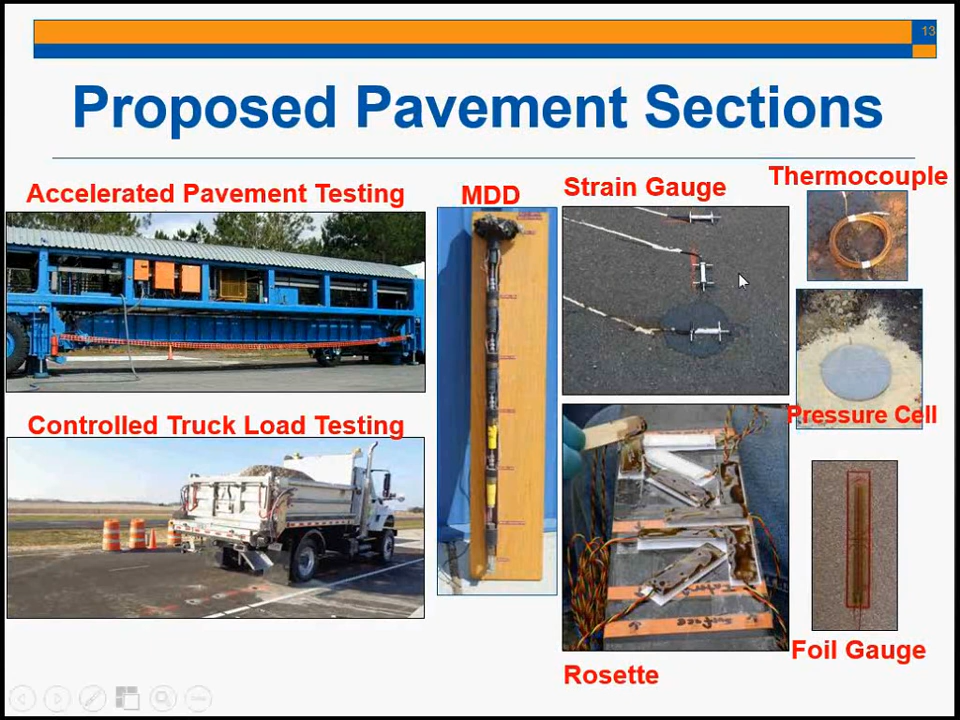 13
Proposed Pavement Sections
Accelerated Pavement Testing
MDD
Strain Gauge
Thermocouple
Pressure Cell
Controlled Truck Load Testing
Surface
Rosette
Foil Gauge